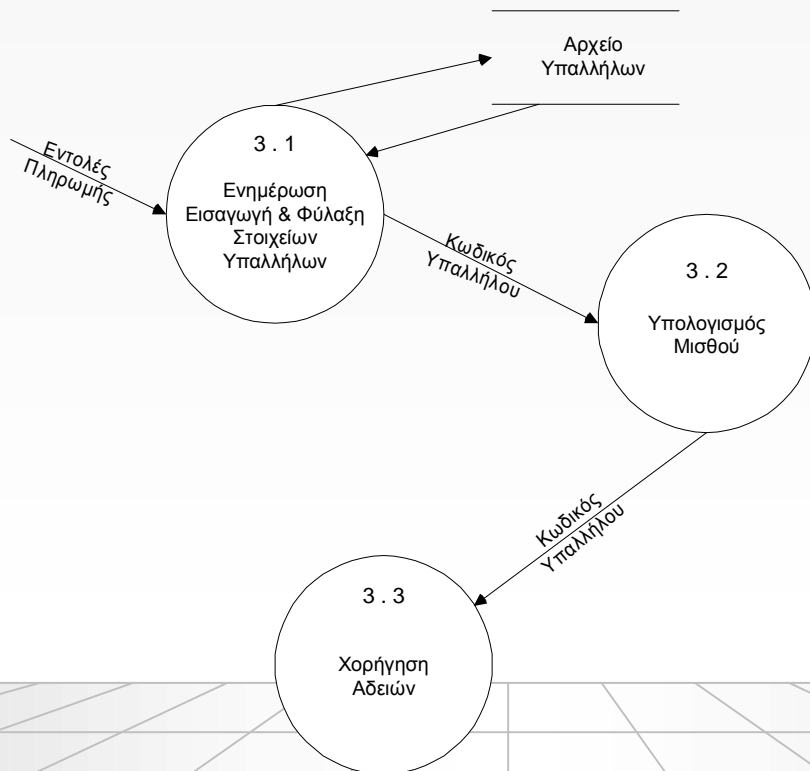 Αρχείο
Υπαλλήλων
3 . 1
Ενημέρωση
Εισαγωγή & Φύλαξη
Στοιχείων
Υπαλλήλων
Εντολές
Πληρωμής
Κωδικός
Υπαλλήλου
3 . 2
Υπολογισμός
Μισθού
Κωδικός
Υπαλλήλου
3 . 3
Χορήγηση
Αδειών